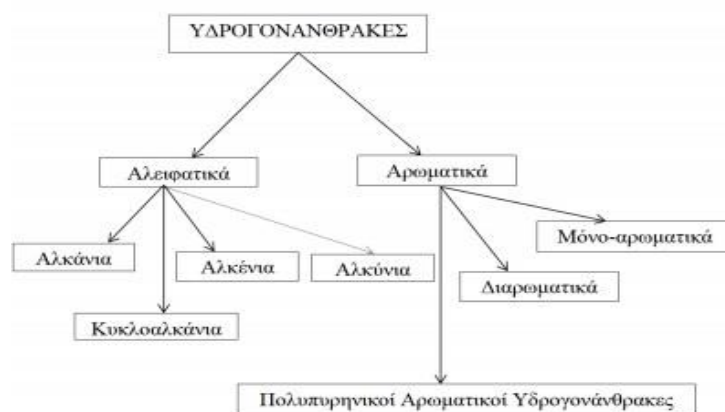 ΥΔΡΟΓΟΝΑΝΘΡΑΚΕΣ
Αλειφατικά
Αρωματικά
Αλκάνια
Αλκένια
Αλκύνια
Μόνο-αρωματικά
Διαρωματικά
Κυκλοαλκάνια
Πολυπυρηνικοί Αρωματικοί Υδρογονάνθρακες